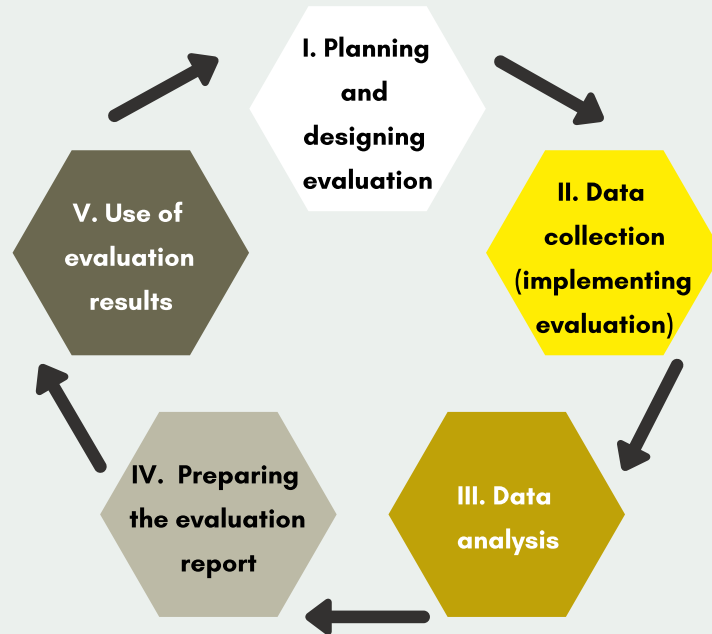 I. Planning
and
designing
evaluation
II. Data
collection
(implementing
evaluation)
III. Data
analysis
IV. Preparing
the evaluation
report
V. Use of
evaluation
results